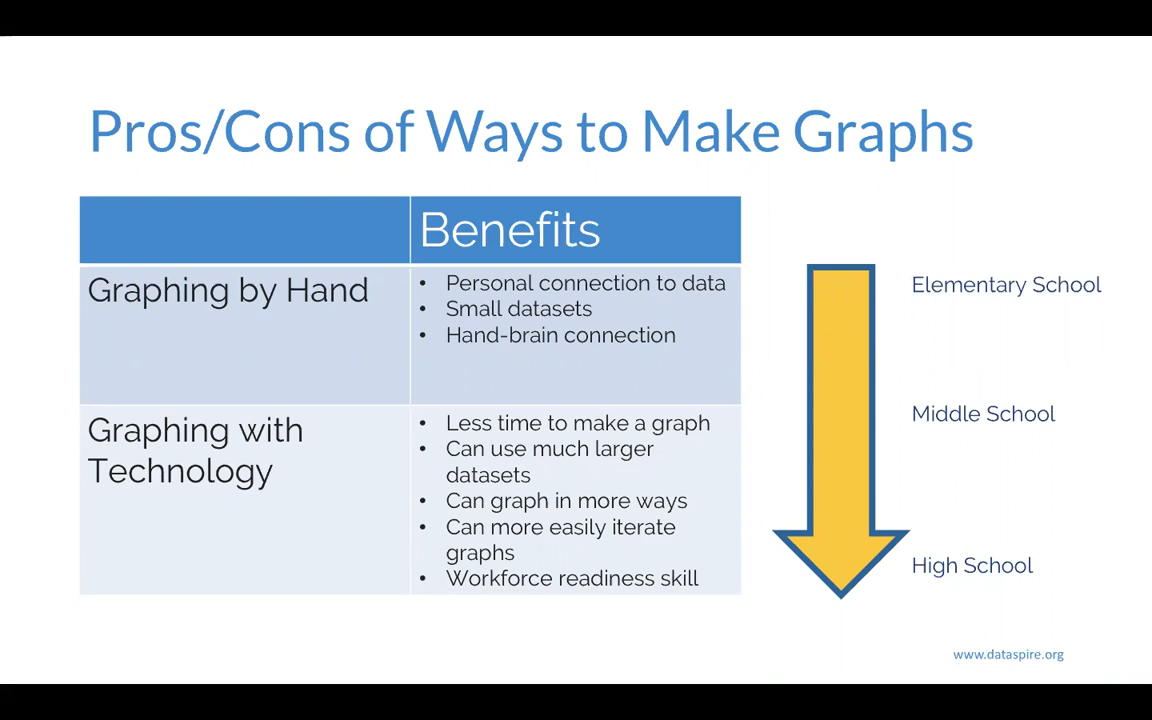 Pros/Cons of Ways to Make Graphs
Benefits
Graphing by Hand
• Personal connection to data
• Small datasets
• Hand-brain connection
Graphing with
Technology
• Less time to make a graph
• Can use much larger
datasets
• Can graph in more ways
• Can more easily iterate
graphs
• Workforce readiness skill
Elementary School
Middle School
High School
www.dataspire.org